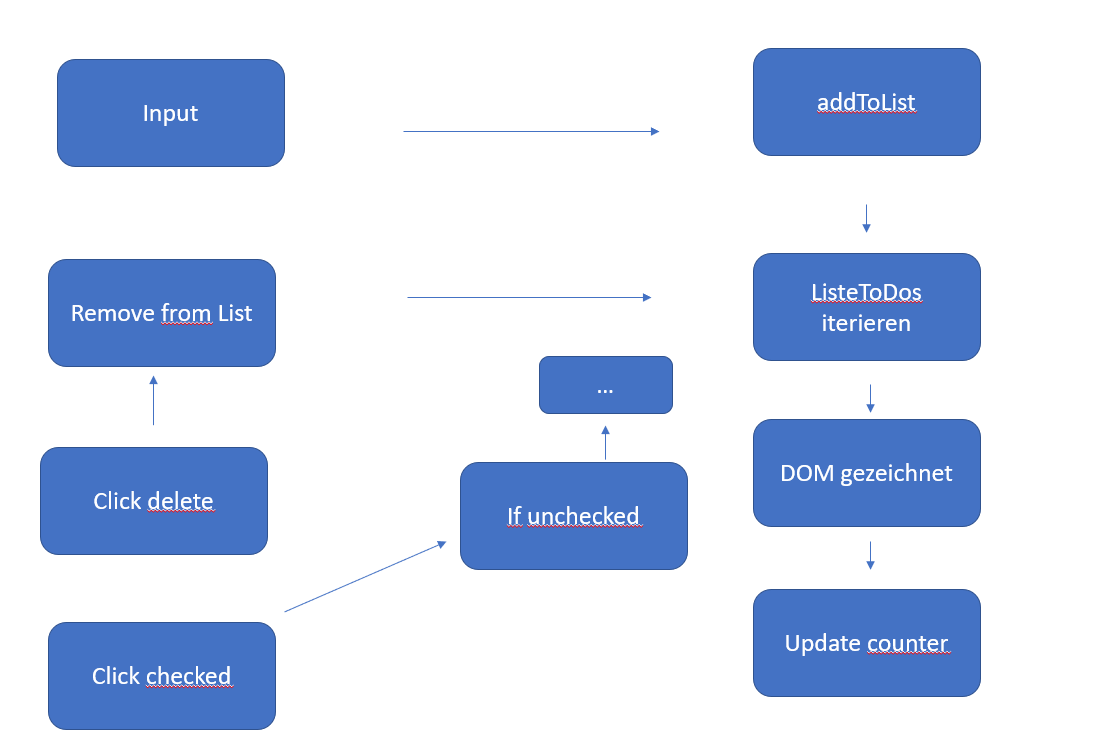 Input
addToList
Remove from List
ListeToDos
iterieren
...
Click delete
If unchecked
DOM gezeichnet
Click checked
Update counter